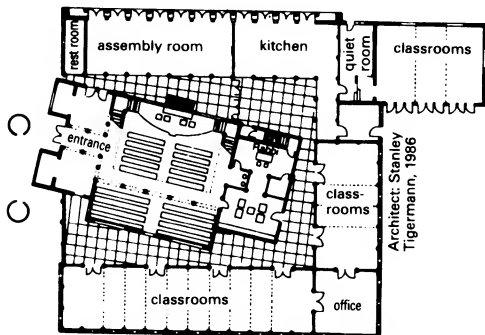 rest room
assembly room
kitchen
quiet
room
classrooms
entrance
class-
rooms
Architect: Stanley
Tigermann, 1986
classrooms
office